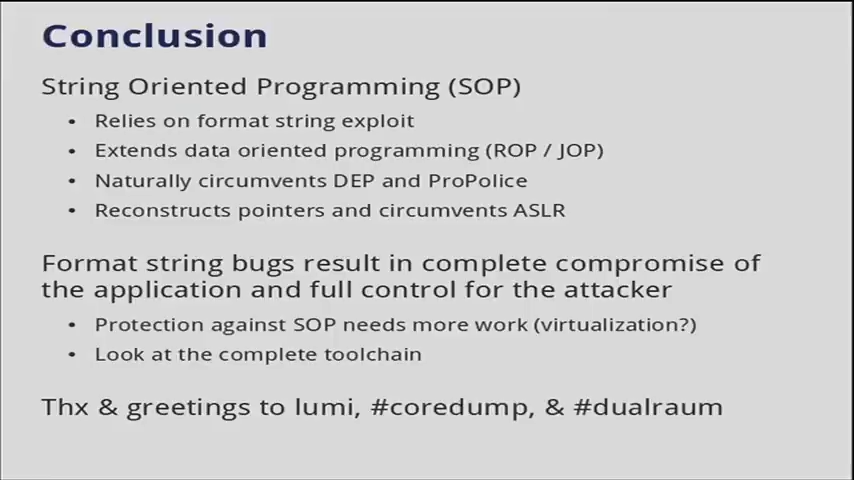 Conclusion
String Oriented Programming (SOP)
• Relies on format string exploit
• Extends data oriented programming (ROP / JOP)
• Naturally circumvents DEP and ProPolice
• Reconstructs pointers and circumvents ASLR
Format string bugs result in complete compromise of
the application and full control for the attacker
• Protection against SOP needs more work (virtualization?)
• Look at the complete toolchain
Thx & greetings to lumi, #coredump, & #dualraum